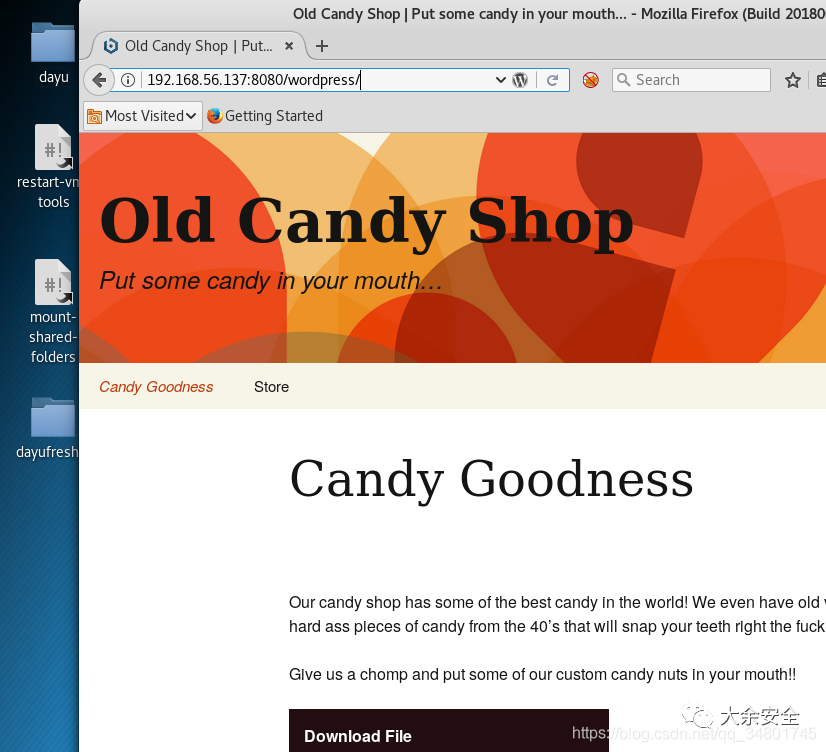 Old Candy Shop | Put some candy in your mouth... - Mozilla Firefox (Build 20180
dayu
restart-vm
tools
mount-
shared-
folders
dayufresh
Old Candy Shop | Put...
192.168.56.137:8080/wordpress/
Search
Most Visited
Getting Started
Old Candy Shop
Put some candy in your mouth…
Candy Goodness
Store
Candy Goodness
Our candy shop has some of the best candy in the world! We even have old v
hard ass pieces of candy from the 40’s that will snap your teeth right the fuck
Give us a chomp and put some of our custom candy nuts in your mouth!!
Download File
大余安全
https://blog.csdn.net/qq_34801745